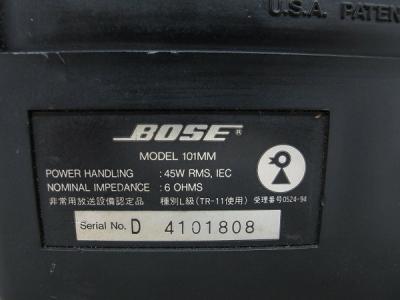 U.S.A. PATEN
BOSE®
MODEL 101MM
POWER HANDLING : 45W RMS, IEC
NOMINAL IMPEDANCE : 6 OHMS
非常用放送設備認定品 種別L級(TR-11使用) 受理番号0524-94
Serial No. D 4101808